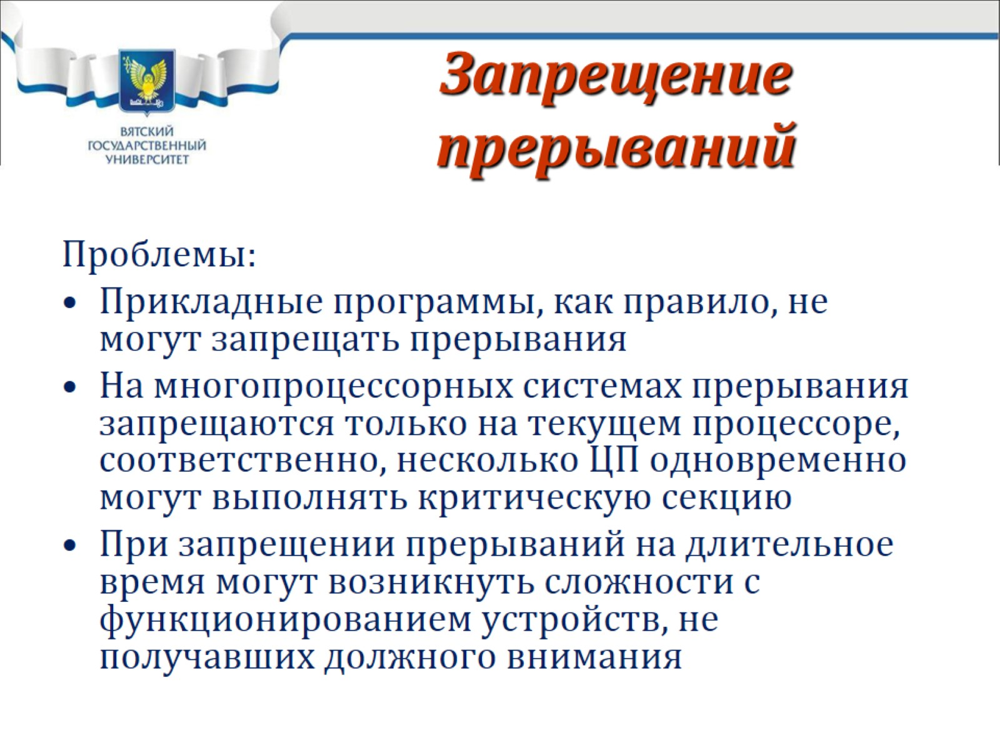 ВЯТСКИЙ
ГОСУДАРСТВЕННЫЙ
УНИВЕРСИТЕТ
Запрещение
прерываний
Проблемы:
• Прикладные программы, как правило, не
могут запрещать прерывания
• На многопроцессорных системах прерывания
запрещаются только на текущем процессоре,
соответственно, несколько ЦП одновременно
могут выполнять критическую секцию
• При запрещении прерываний на длительное
время могут возникнуть сложности с
функционированием устройств, не
получавших должного внимания